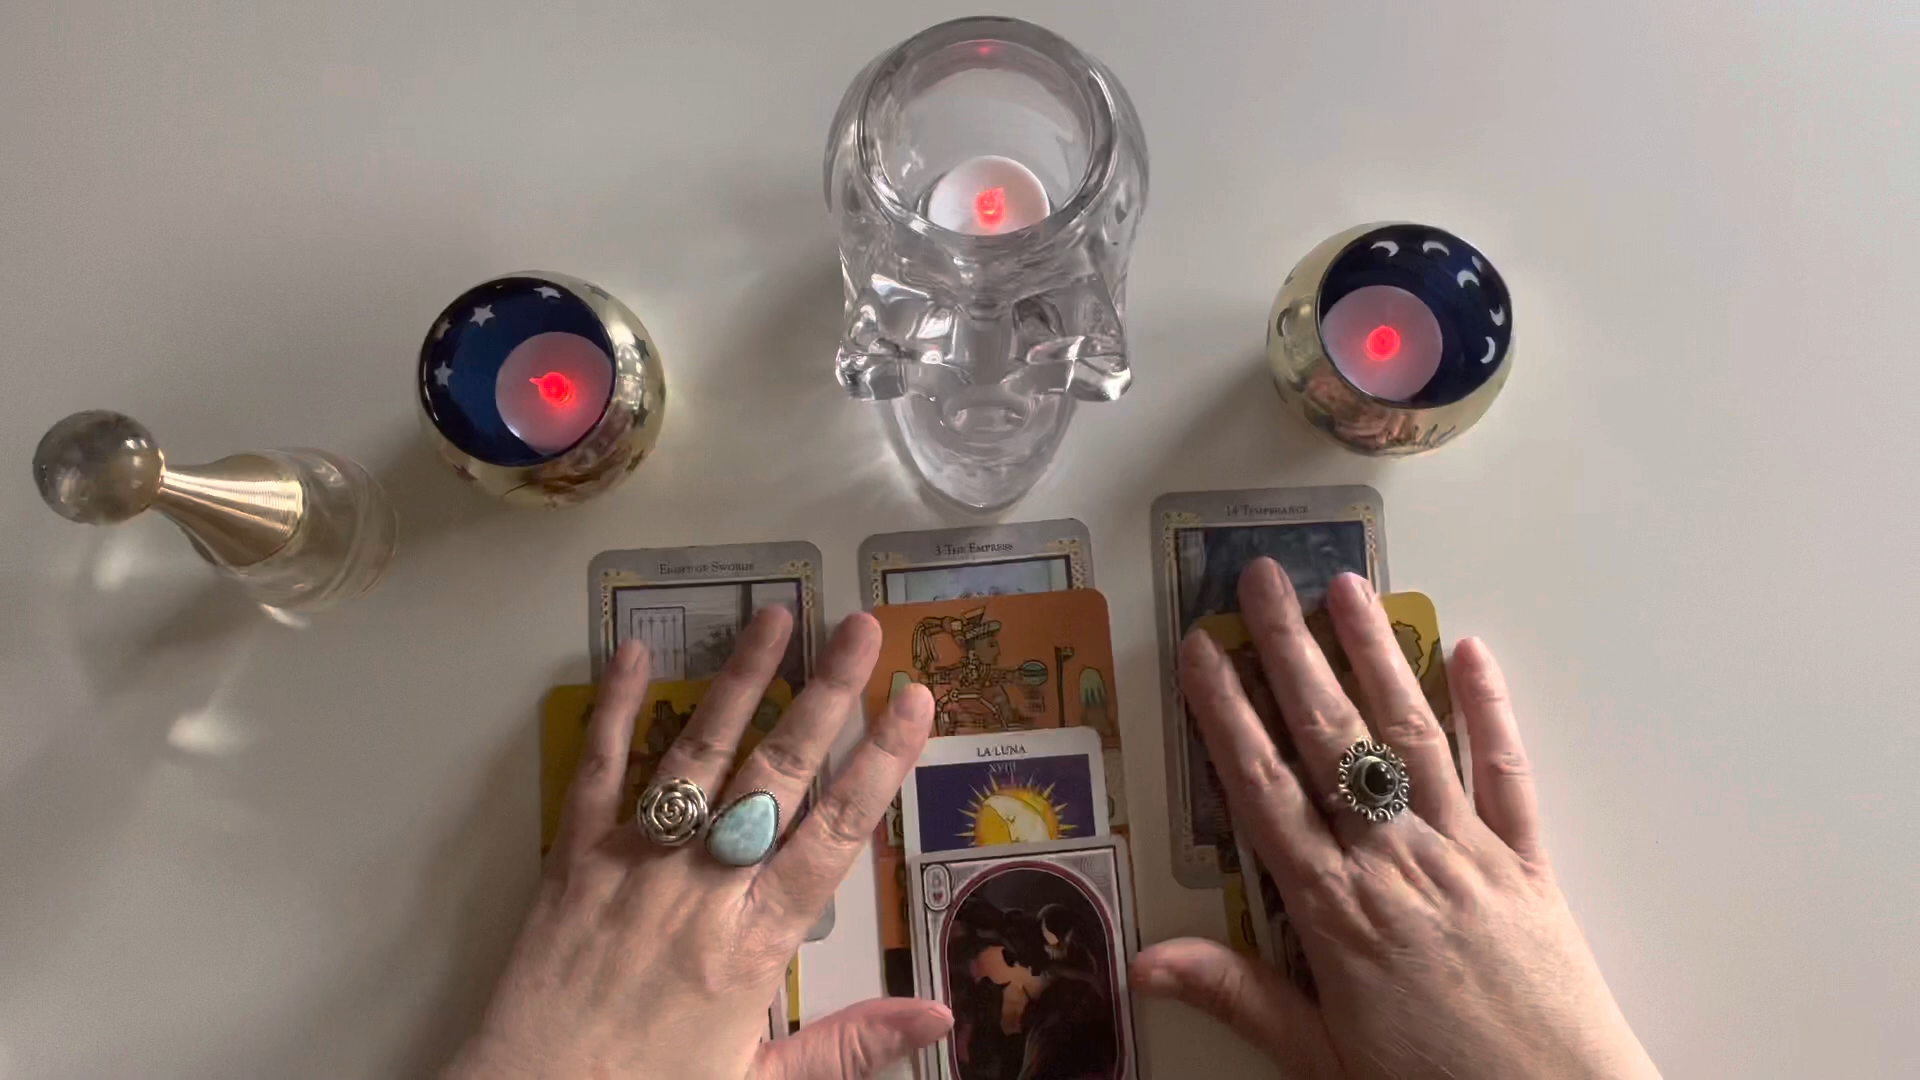 EIGHT OF SWORDS
3 THE EMPRESS
14 TEMPERANCE
LA LUNA
XVIII